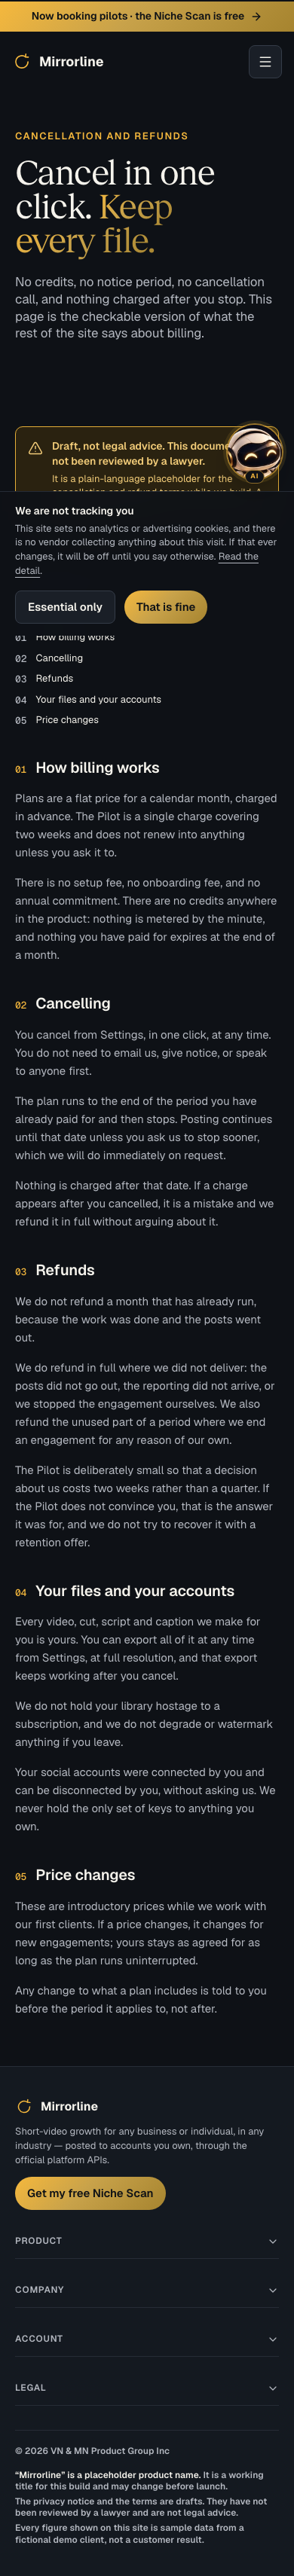 Now booking pilots · the Niche Scan is free →
Mirrorline
CANCELLATION AND REFUNDS
Cancel in one
click. Keep
every file.
No credits, no notice period, no cancellation
call, and nothing charged after you stop. This
page is the checkable version of what the
rest of the site says about billing.
Draft, not legal advice. This
not been reviewed by a lawyer.
It is a plain-language placeholder for the
AI
We are not tracking you
This site sets no analytics or advertising cookies, and there
is no vendor collecting anything about this visit. If that ever
changes, it will be off until you say otherwise. Read the
detail.
Essential only
That is fine
01 How billing works
02 Cancelling
03 Refunds
04 Your files and your accounts
05 Price changes
01 How billing works
Plans are a flat price for a calendar month, charged
in advance. The Pilot is a single charge covering
two weeks and does not renew into anything
unless you ask it to.
There is no setup fee, no onboarding fee, and no
annual commitment. There are no credits anywhere
in the product: nothing is metered by the minute,
and nothing you have paid for expires at the end of
a month.
02 Cancelling
You cancel from Settings, in one click, at any time.
You do not need to email us, give notice, or speak
to anyone first.
The plan runs to the end of the period you have
already paid for and then stops. Posting continues
until that date unless you ask us to stop sooner,
which we will do immediately on request.
Nothing is charged after that date. If a charge
appears after you cancelled, it is a mistake and we
refund it in full without arguing about it.
03 Refunds
We do not refund a month that has already run,
because the work was done and the posts went
out.
We do refund in full where we did not deliver: the
posts did not go out, the reporting did not arrive, or
we stopped the engagement ourselves. We also
refund the unused part of a period where we end
an engagement for any reason of our own.
The Pilot is deliberately small so that a decision
about us costs two weeks rather than a quarter. If
the Pilot does not convince you, that is the answer
it was for, and we do not try to recover it with a
retention offer.
04 Your files and your accounts
Every video, cut, script and caption we make for
you is yours. You can export all of it at any time
from Settings, at full resolution, and that export
keeps working after you cancel.
We do not hold your library hostage to a
subscription, and we do not degrade or watermark
anything if you leave.
Your social accounts were connected by you and
can be disconnected by you, without asking us. We
never hold the only set of keys to anything you
own.
05 Price changes
These are introductory prices while we work with
our first clients. If a price changes, it changes for
new engagements; yours stays as agreed for as
long as the plan runs uninterrupted.
Any change to what a plan includes is told to you
before the period it applies to, not after.
Mirrorline
Short-video growth for any business or individual, in any
industry — posted to accounts you own, through the
official platform APIs.
Get my free Niche Scan
PRODUCT
COMPANY
ACCOUNT
LEGAL
© 2026 VN & MN Product Group Inc
“Mirrorline” is a placeholder product name. It is a working
title for this build and may change before launch.
The privacy notice and the terms are drafts. They have not
been reviewed by a lawyer and are not legal advice.
Every figure shown on this site is sample data from a
fictional demo client, not a customer result.